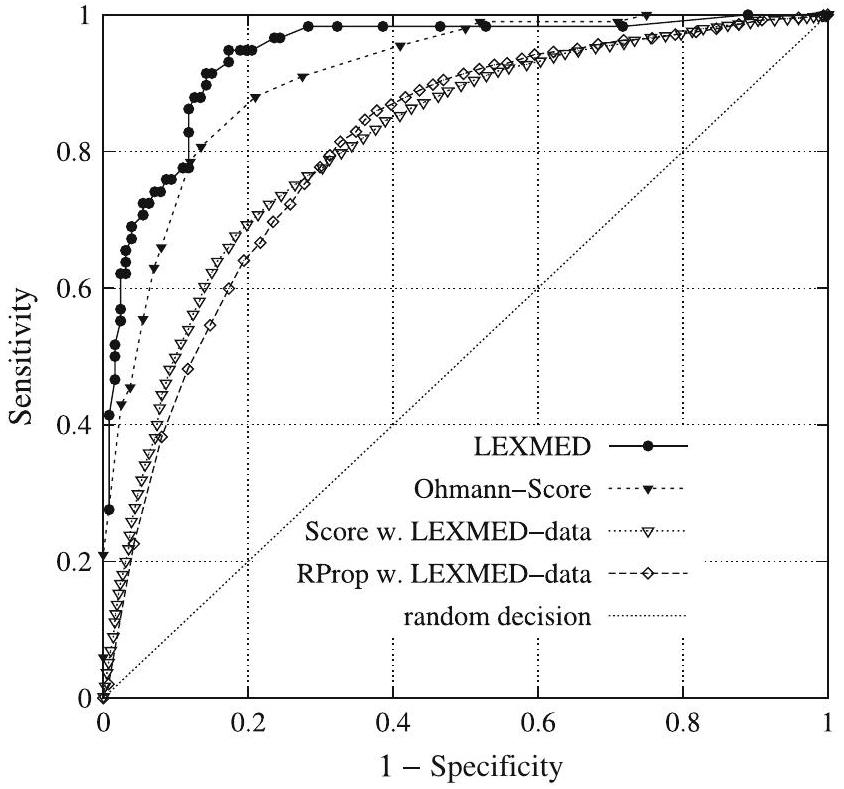 1
0.8
0.6
0.4
0.2
0
Sensitivity
LEXMED
Ohmann−Score
Score w. LEXMED−data
RProp w. LEXMED−data
random decision
0 0.2 0.4 0.6 0.8 1
1 − Specificity